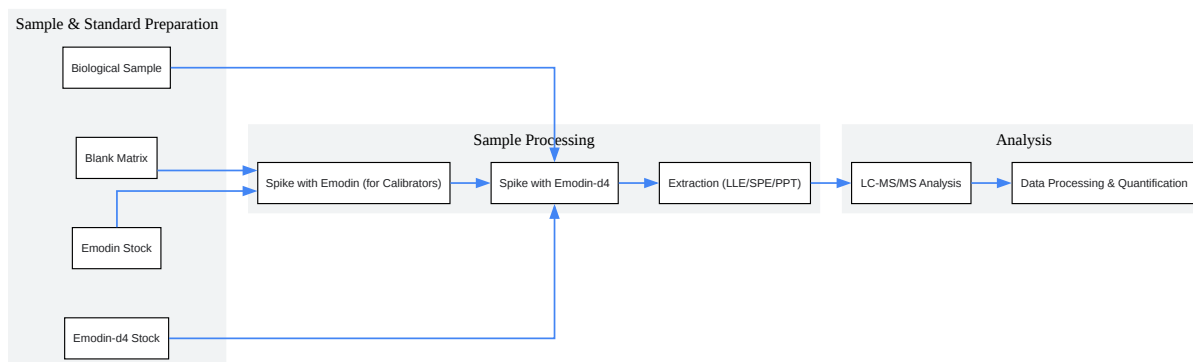 Sample & Standard Preparation
Biological Sample
Blank Matrix
Emodin Stock
Emodin-d4 Stock
Sample Processing
Spike with Emodin (for Calibrators)
Spike with Emodin-d4
Extraction (LLE/SPE/PPT)
Analysis
LC-MS/MS Analysis
Data Processing & Quantification